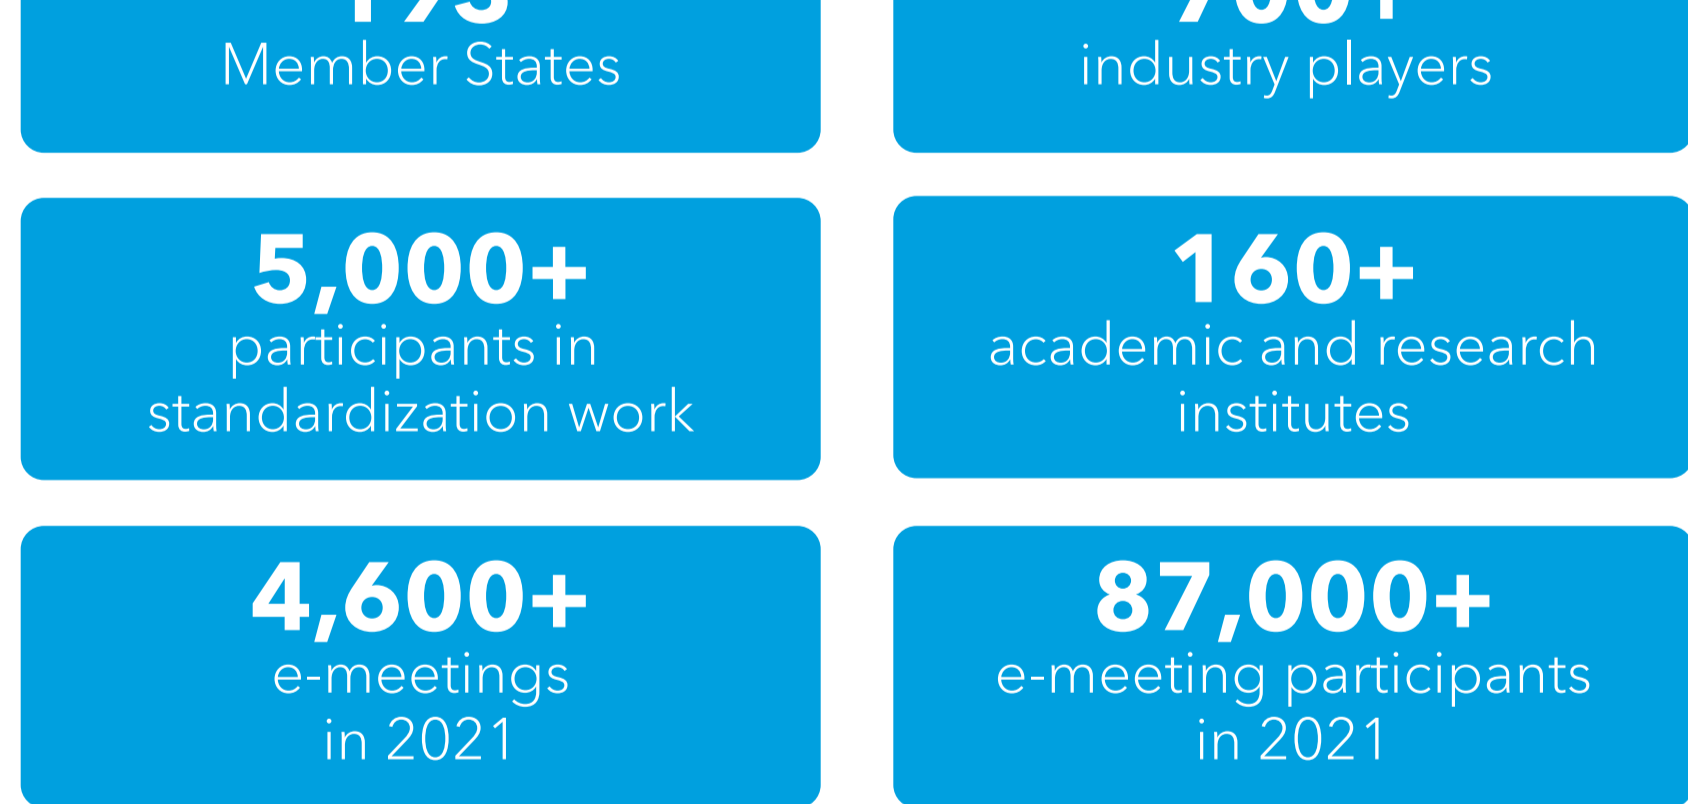 Member States
industry players
5,000+
participants in
standardization work
160+
academic and research
institutes
4,600+
e-meetings
in 2021
87,000+
e-meeting participants
in 2021